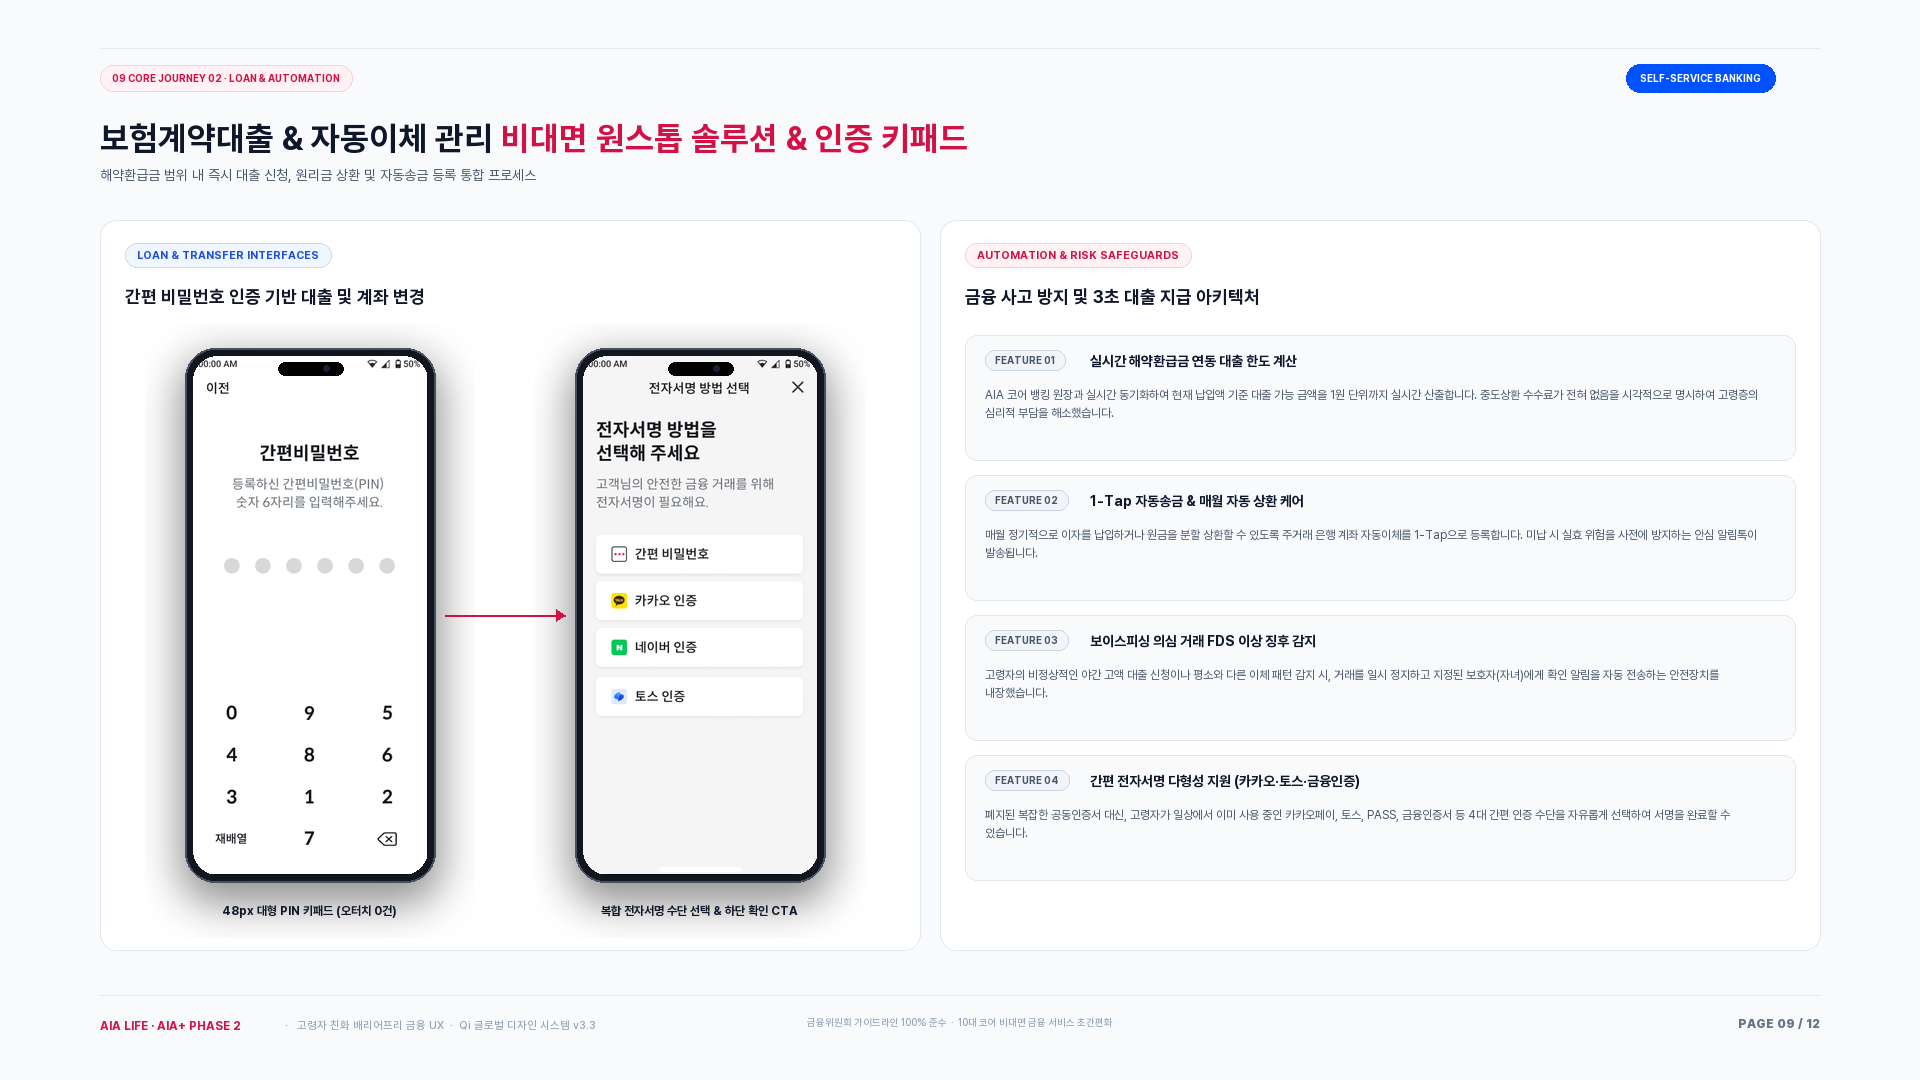 09 CORE JOURNEY 02 · LOAN & AUTOMATION
SELF-SERVICE BANKING
보험계약대출 & 자동이체 관리 비대면 원스톱 솔루션 & 인증 키패드
해약환급금 범위 내 즉시 대출 신청, 원리금 상환 및 자동송금 등록 통합 프로세스
LOAN & TRANSFER INTERFACES
간편 비밀번호 인증 기반 대출 및 계좌 변경
00:00 AM
50%
이전
간편비밀번호
등록하신 간편비밀번호(PIN)
숫자 6자리를 입력해주세요.
0 9 5
4 8 6
3 1 2
재배열 7
48px 대형 PIN 키패드 (오터치 0건)
00:00 AM
50%
전자서명 방법 선택
전자서명 방법을
선택해 주세요
고객님의 안전한 금융 거래를 위해
전자서명이 필요해요.
간편 비밀번호
카카오 인증
네이버 인증
토스 인증
복합 전자서명 수단 선택 & 하단 확인 CTA
AUTOMATION & RISK SAFEGUARDS
금융 사고 방지 및 3초 대출 지급 아키텍처
FEATURE 01
실시간 해약환급금 연동 대출 한도 계산
AIA 코어 뱅킹 원장과 실시간 동기화하여 현재 납입액 기준 대출 가능 금액을 1원 단위까지 실시간 산출합니다. 중도상환 수수료가 전혀 없음을 시각적으로 명시하여 고령층의
심리적 부담을 해소했습니다.
FEATURE 02
1-Tap 자동송금 & 매월 자동 상환 케어
매월 정기적으로 이자를 납입하거나 원금을 분할 상환할 수 있도록 주거래 은행 계좌 자동이체를 1-Tap으로 등록합니다. 미납 시 실효 위험을 사전에 방지하는 안심 알림톡이
발송됩니다.
FEATURE 03
보이스피싱 의심 거래 FDS 이상 징후 감지
고령자의 비정상적인 야간 고액 대출 신청이나 평소와 다른 이체 패턴 감지 시, 거래를 일시 정지하고 지정된 보호자(자녀)에게 확인 알림을 자동 전송하는 안전장치를
내장했습니다.
FEATURE 04
간편 전자서명 다형성 지원 (카카오·토스·금융인증)
폐지된 복잡한 공동인증서 대신, 고령자가 일상에서 이미 사용 중인 카카오페이, 토스, PASS, 금융인증서 등 4대 간편 인증 수단을 자유롭게 선택하여 서명을 완료할 수
있습니다.
AIA LIFE · AIA+ PHASE 2 · 고령자 친화 배리어프리 금융 UX · Qi 글로벌 디자인 시스템 v3.3
금융위원회 가이드라인 100% 준수 · 10대 코어 비대면 금융 서비스 초간편화
PAGE 09 / 12